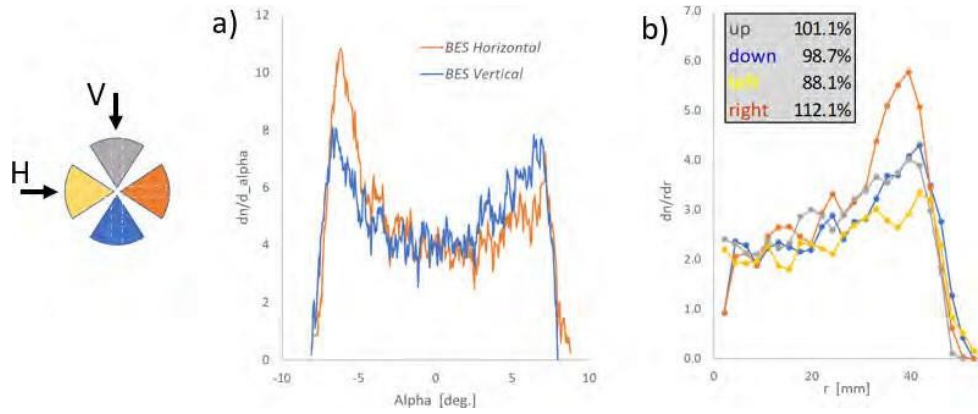 V
H
a)
12
10
8
6
4
2
0
-10
-5
0
5
10
dn/d_alpha
Alpha [deg.]
BES Horizontal
BES Vertical
b)
7.0
6.0
5.0
4.0
3.0
2.0
1.0
0.0
0
20
40
dn/rdr
r [mm]
up 101.1%
down 98.7%
left 88.1%
right 112.1%